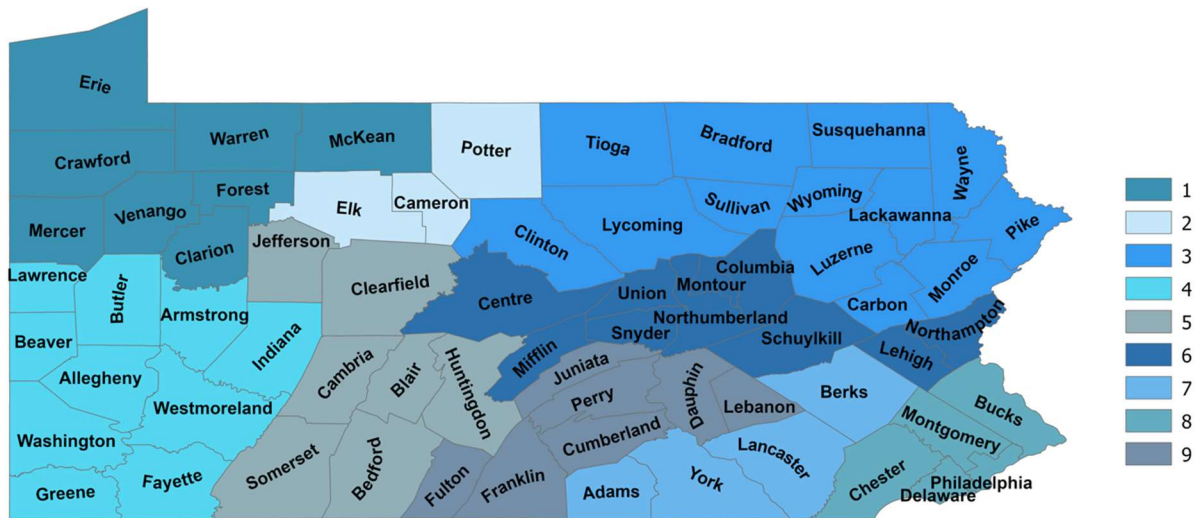 Erie
Warren
McKean
Potter
Tioga
Bradford
Susquehanna
Wayne
Crawford
Forest
Elk
Cameron
Sullivan
Wyoming
Lackawanna
Pike
Mercer
Venango
Clarion
Jefferson
Clinton
Lycoming
Luzerne
Monroe
Lawrence
Butler
Armstrong
Clearfield
Centre
Union
Montour
Columbia
Carbon
Northampton
Beaver
Indiana
Mifflin
Snyder
Northumberland
Schuylkill
Lehigh
Allegheny
Cambria
Blair
Huntingdon
Juniata
Perry
Dauphin
Lebanon
Berks
Bucks
Westmoreland
Cumberland
Montgomery
Washington
Somerset
Bedford
Fulton
Franklin
Lancaster
Chester
Philadelphia
Greene
Fayette
Adams
York
Delaware
1
2
3
4
5
6
7
8
9